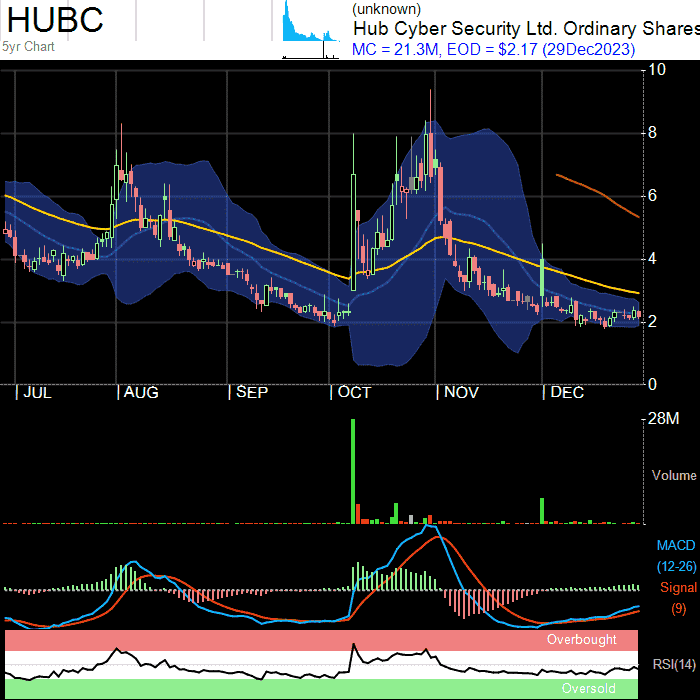 HUBC
5yr Chart
(unknown)
Hub Cyber Security Ltd. Ordinary Shares
MC = 21.3M, EOD = $2.17 (29Dec2023)
10
8
6
4
2
0
JUL AUG SEP OCT NOV DEC
28M
Volume
MACD
(12-26)
Signal
(9)
Overbought
RSI(14)
Oversold